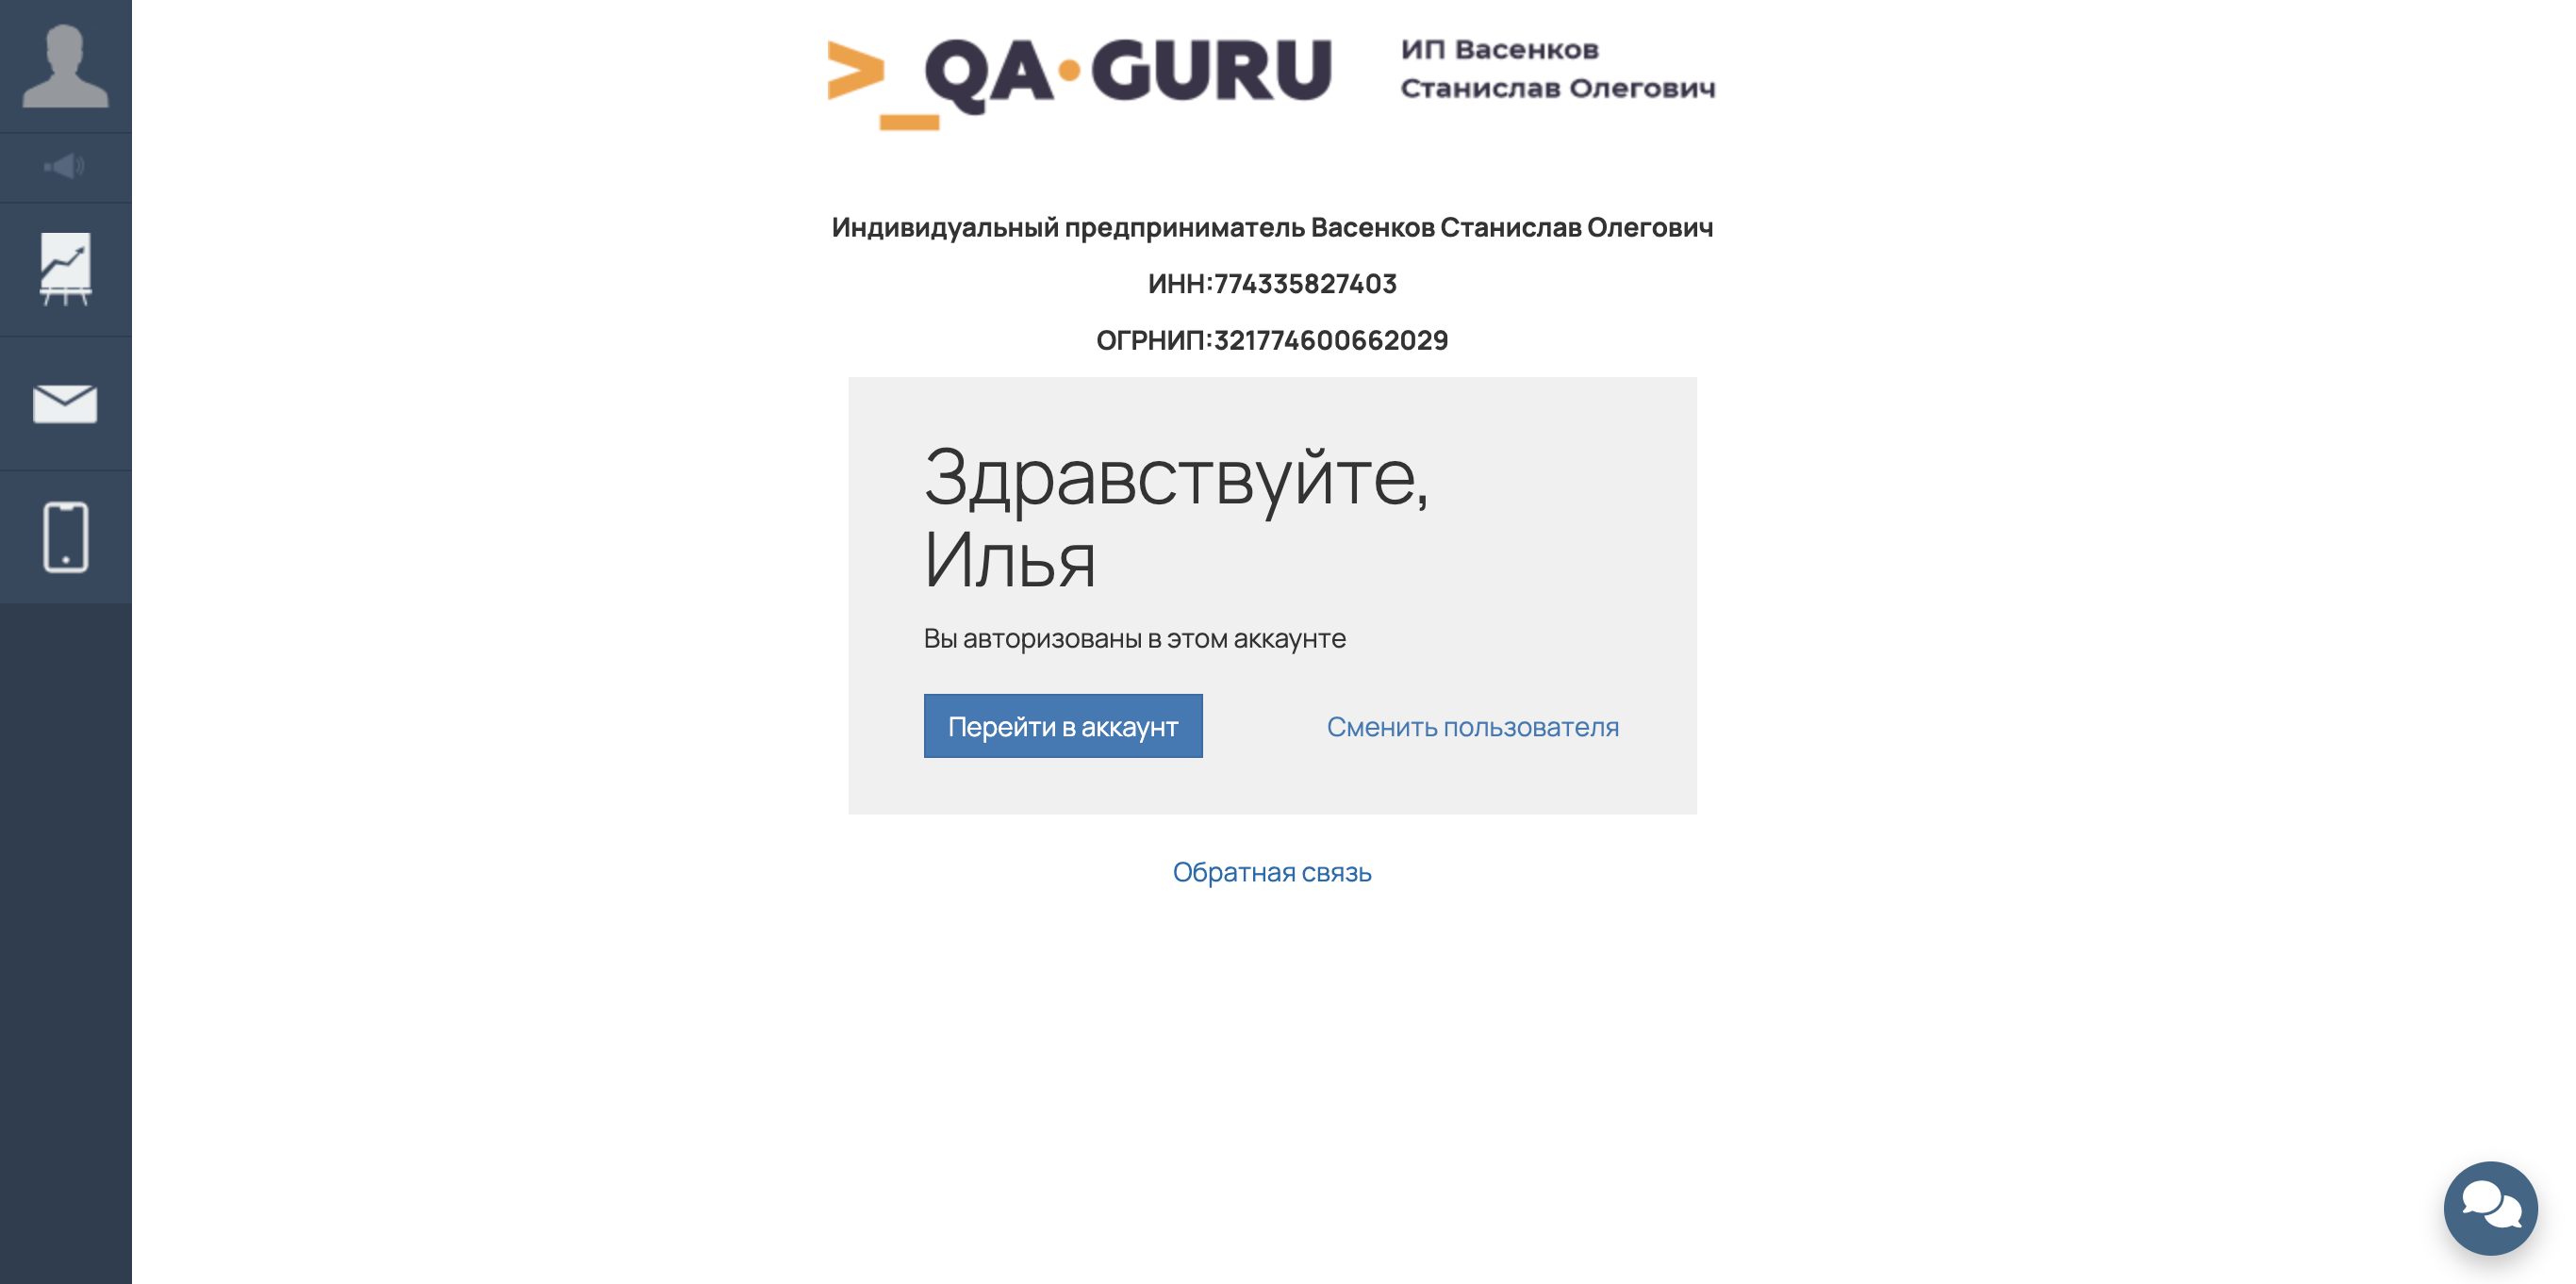 >_QA·GURU
ИП Васенков
Станислав Олегович
Индивидуальный предприниматель Васенков Станислав Олегович
ИНН:774335827403
ОГРНИП:321774600662029
Здравствуйте,
Илья
Вы авторизованы в этом аккаунте
Перейти в аккаунт
Сменить пользователя
Обратная связь